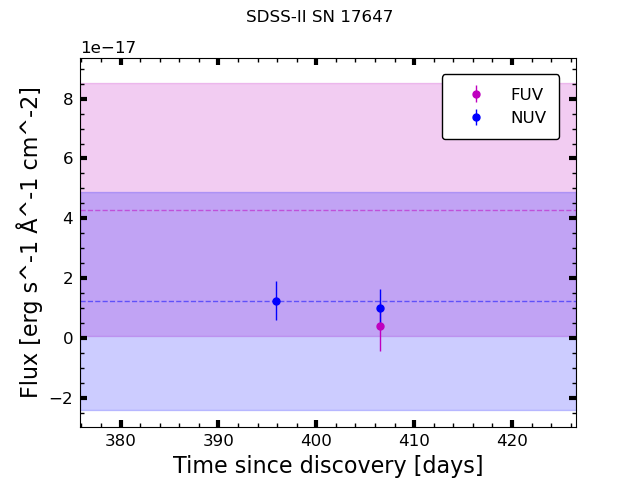 SDSS-II SN 17647
1e−17
FUV
NUV
8
6
4
2
0
−2
Flux [erg s^-1 Å^-1 cm^-2]
380
390
400
410
420
Time since discovery [days]